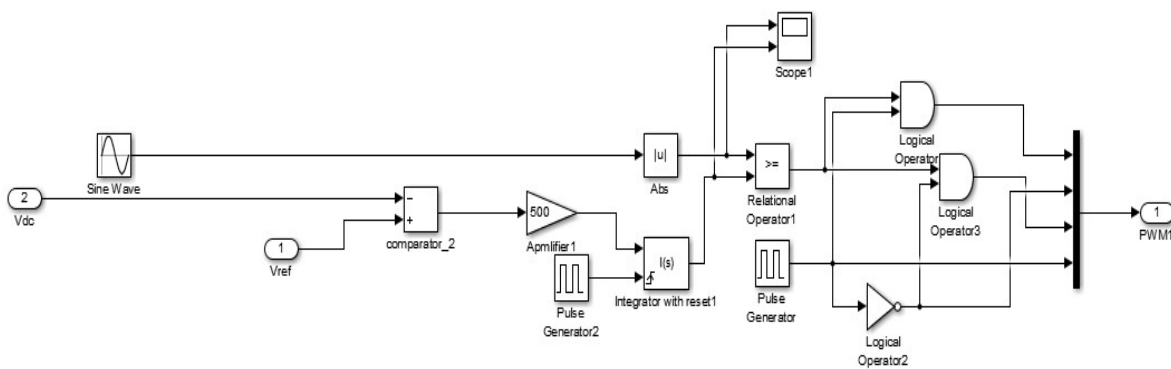 Scope1
Logical
Operator
Sine Wave
|u|
Abs
>=
Relational
Operator1
Logical
Operator3
2
Vdc
−
+
comparator_2
500
Apmlifier1
1
Vref
I(s)
Integrator with reset1
Pulse
Generator2
Pulse
Generator
Logical
Operator2
1
PWM1